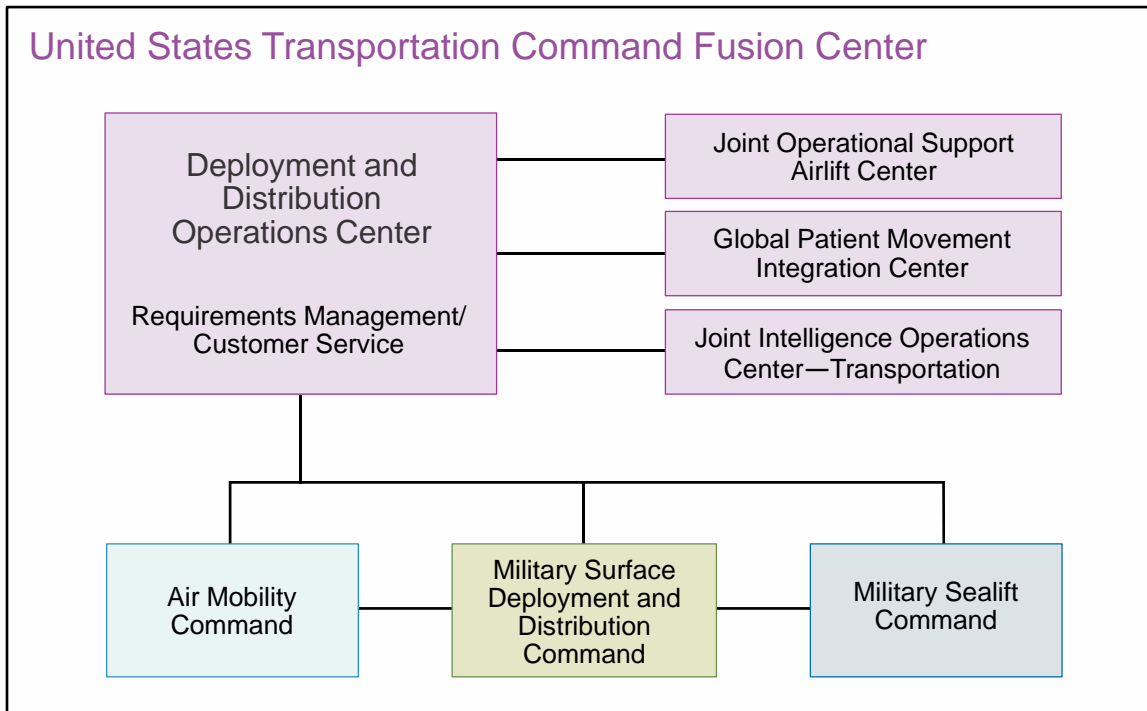 United States Transportation Command Fusion Center
Deployment and
Distribution
Operations Center
Requirements Management/
Customer Service
Joint Operational Support
Airlift Center
Global Patient Movement
Integration Center
Joint Intelligence Operations
Center—Transportation
Air Mobility
Command
Military Surface
Deployment and
Distribution
Command
Military Sealift
Command